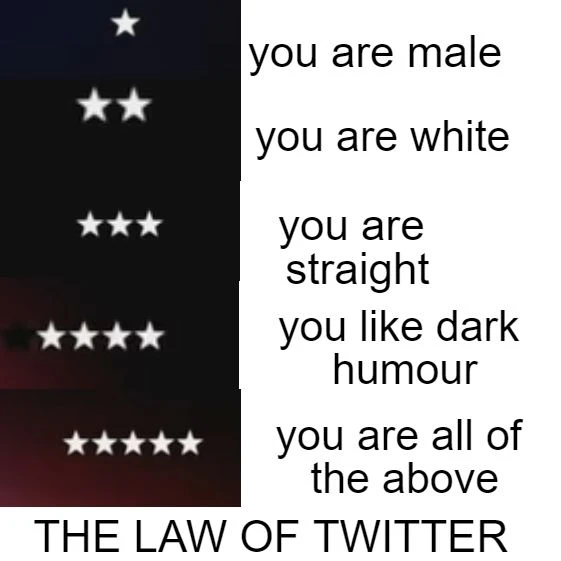 you are male
you are white
you are
straight
you like dark
humour
you are all of
the above
THE LAW OF TWITTER